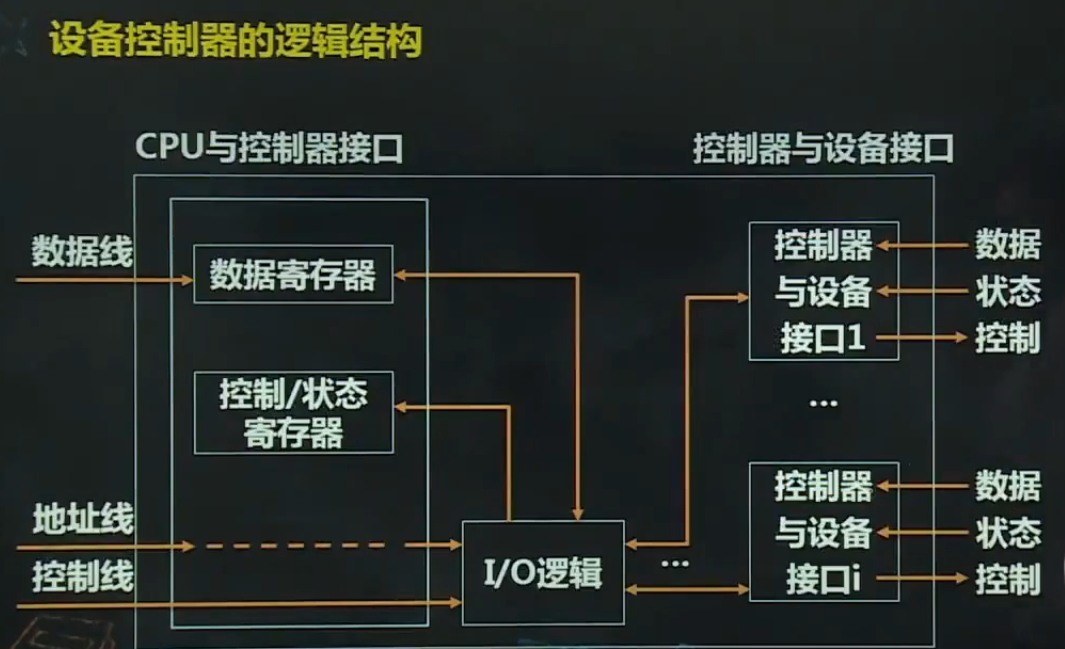 设备控制器的逻辑结构
CPU与控制器接口
控制器与设备接口
数据线
数据寄存器
控制/状态
寄存器
地址线
控制线
I/O逻辑
...
控制器
与设备
接口1
数据
状态
控制
...
控制器
与设备
接口i
数据
状态
控制